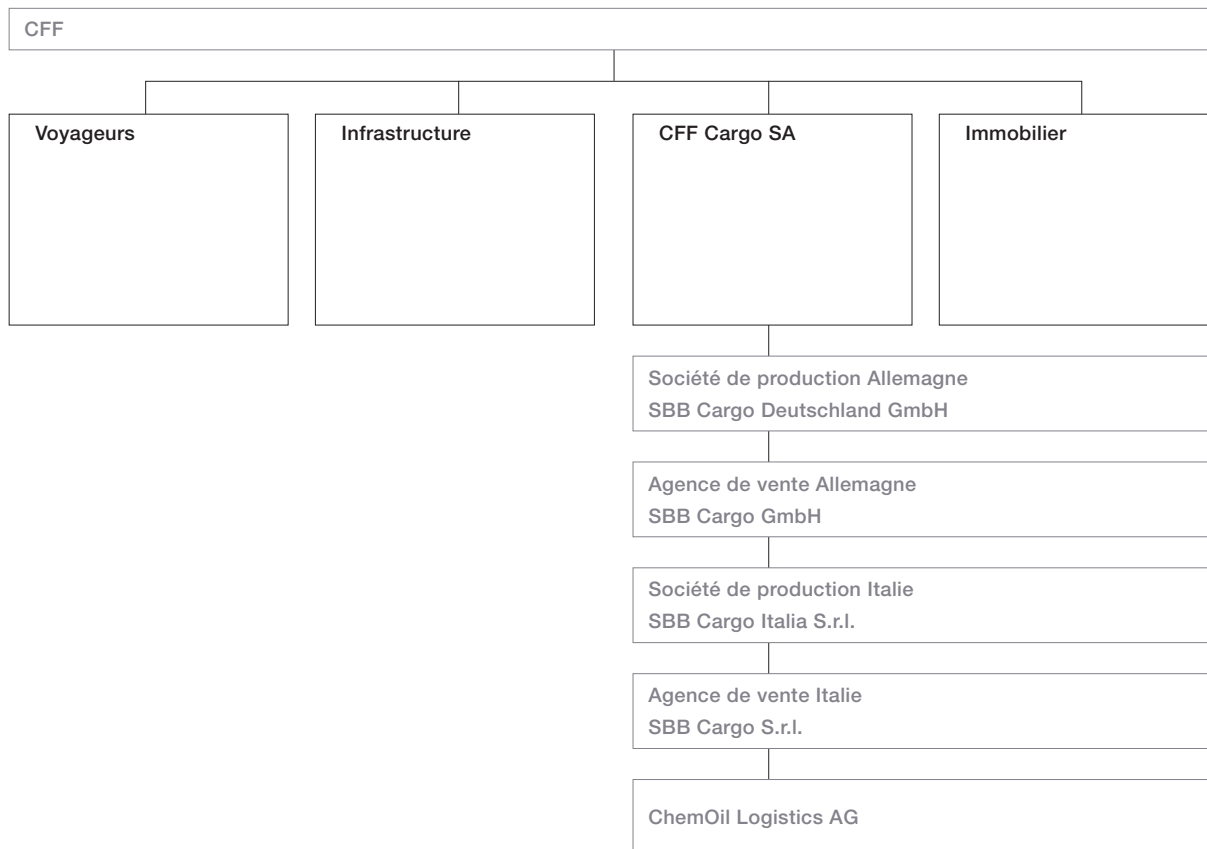 CFF
Voyageurs
Infrastructure
CFF Cargo SA
Immobilier
Société de production Allemagne
SBB Cargo Deutschland GmbH
Agence de vente Allemagne
SBB Cargo GmbH
Société de production Italie
SBB Cargo Italia S.r.l.
Agence de vente Italie
SBB Cargo S.r.l.
ChemOil Logistics AG